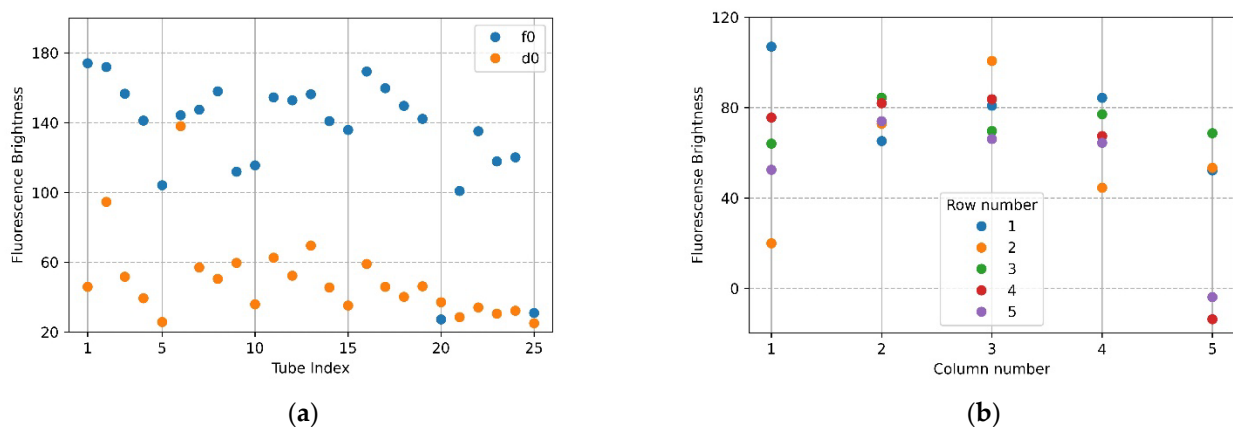 180
140
100
60
20
Fluorescence Brightness
f0
d0
1 5 10 15 20 25
Tube Index
(a)
120
80
40
0
Fluorescense Brightness
Row number
1
2
3
4
5
1 2 3 4 5
Column number
(b)